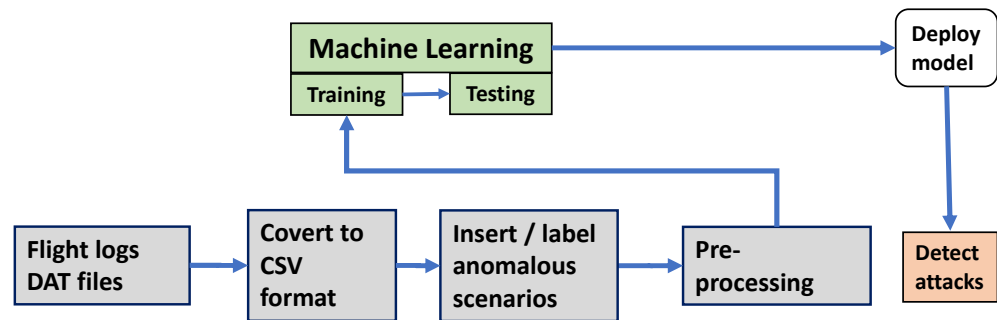 Machine Learning
Training
Testing
Deploy
model
Flight logs
DAT files
Covert to
CSV
format
Insert / label
anomalous
scenarios
Pre-
processing
Detect
attacks